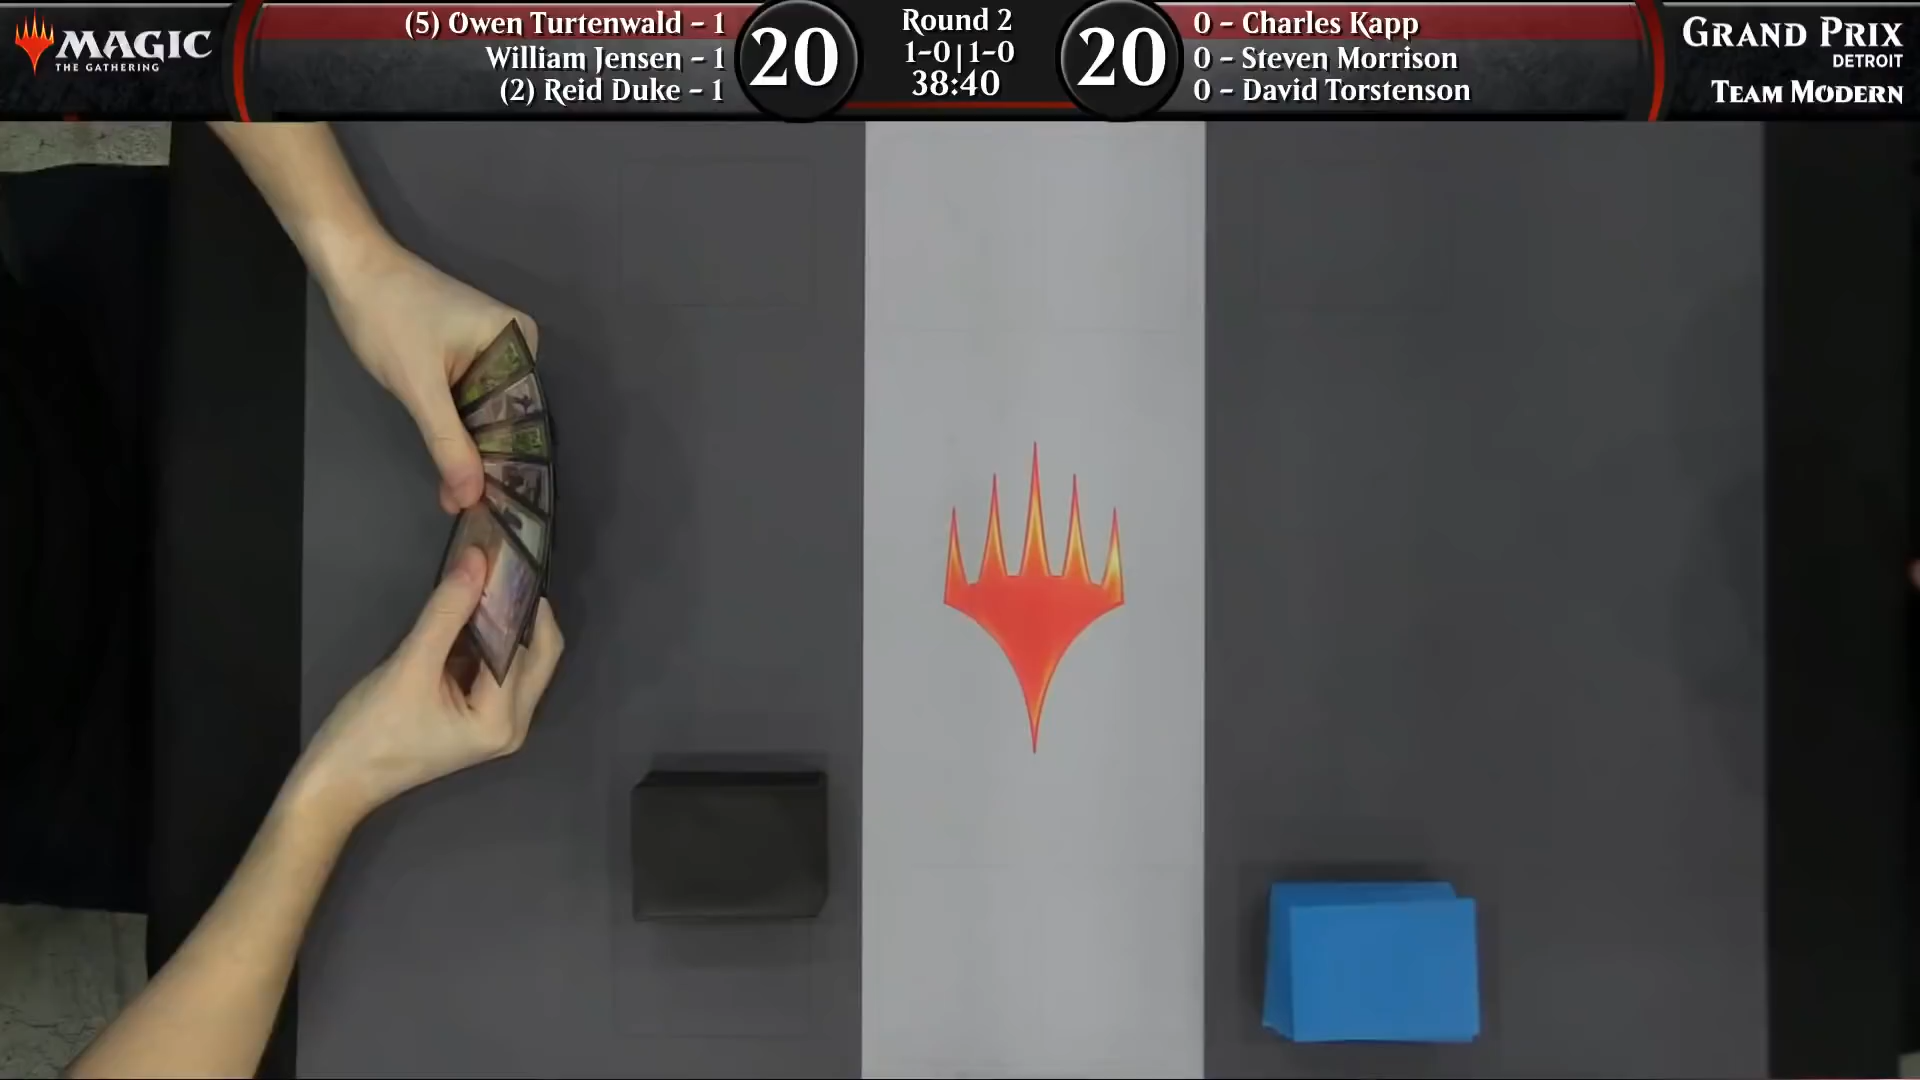 MAGIC
THE GATHERING
(5) Owen Turtenwald - 1
William Jensen - 1
(2) Reid Duke - 1
20
Round 2
1-0|1-0
38:40
20
0 - Charles Kapp
0 - Steven Morrison
0 - David Torstenson
GRAND PRIX
DETROIT
TEAM MODERN